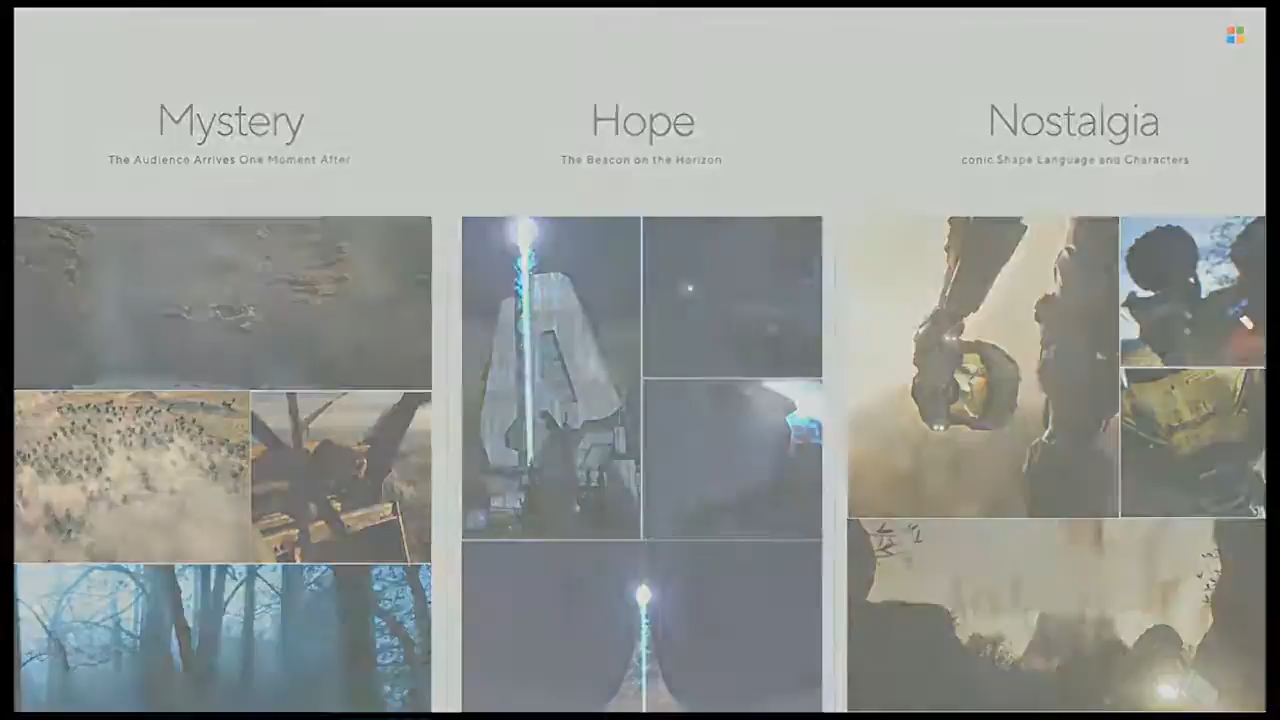 Mystery
The Audience Arrives One Moment After
Hope
The Beacon on the Horizon
Nostalgia
conic Shape Language and Characters